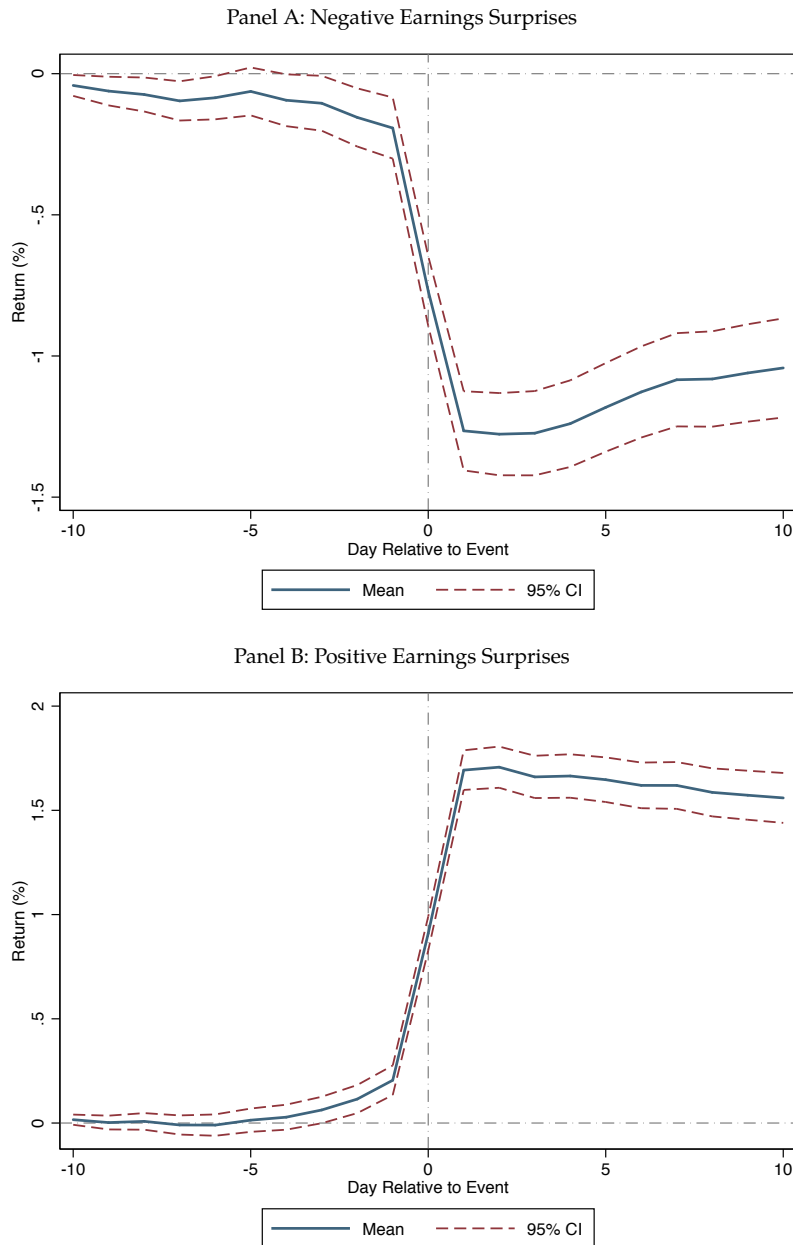 Panel A: Negative Earnings Surprises
0
-.5
-1
-1.5
Return (%)
-10 -5 0 5 10
Day Relative to Event
Mean 95% CI
Panel B: Positive Earnings Surprises
2
1.5
1
.5
0
Return (%)
-10 -5 0 5 10
Day Relative to Event
Mean 95% CI